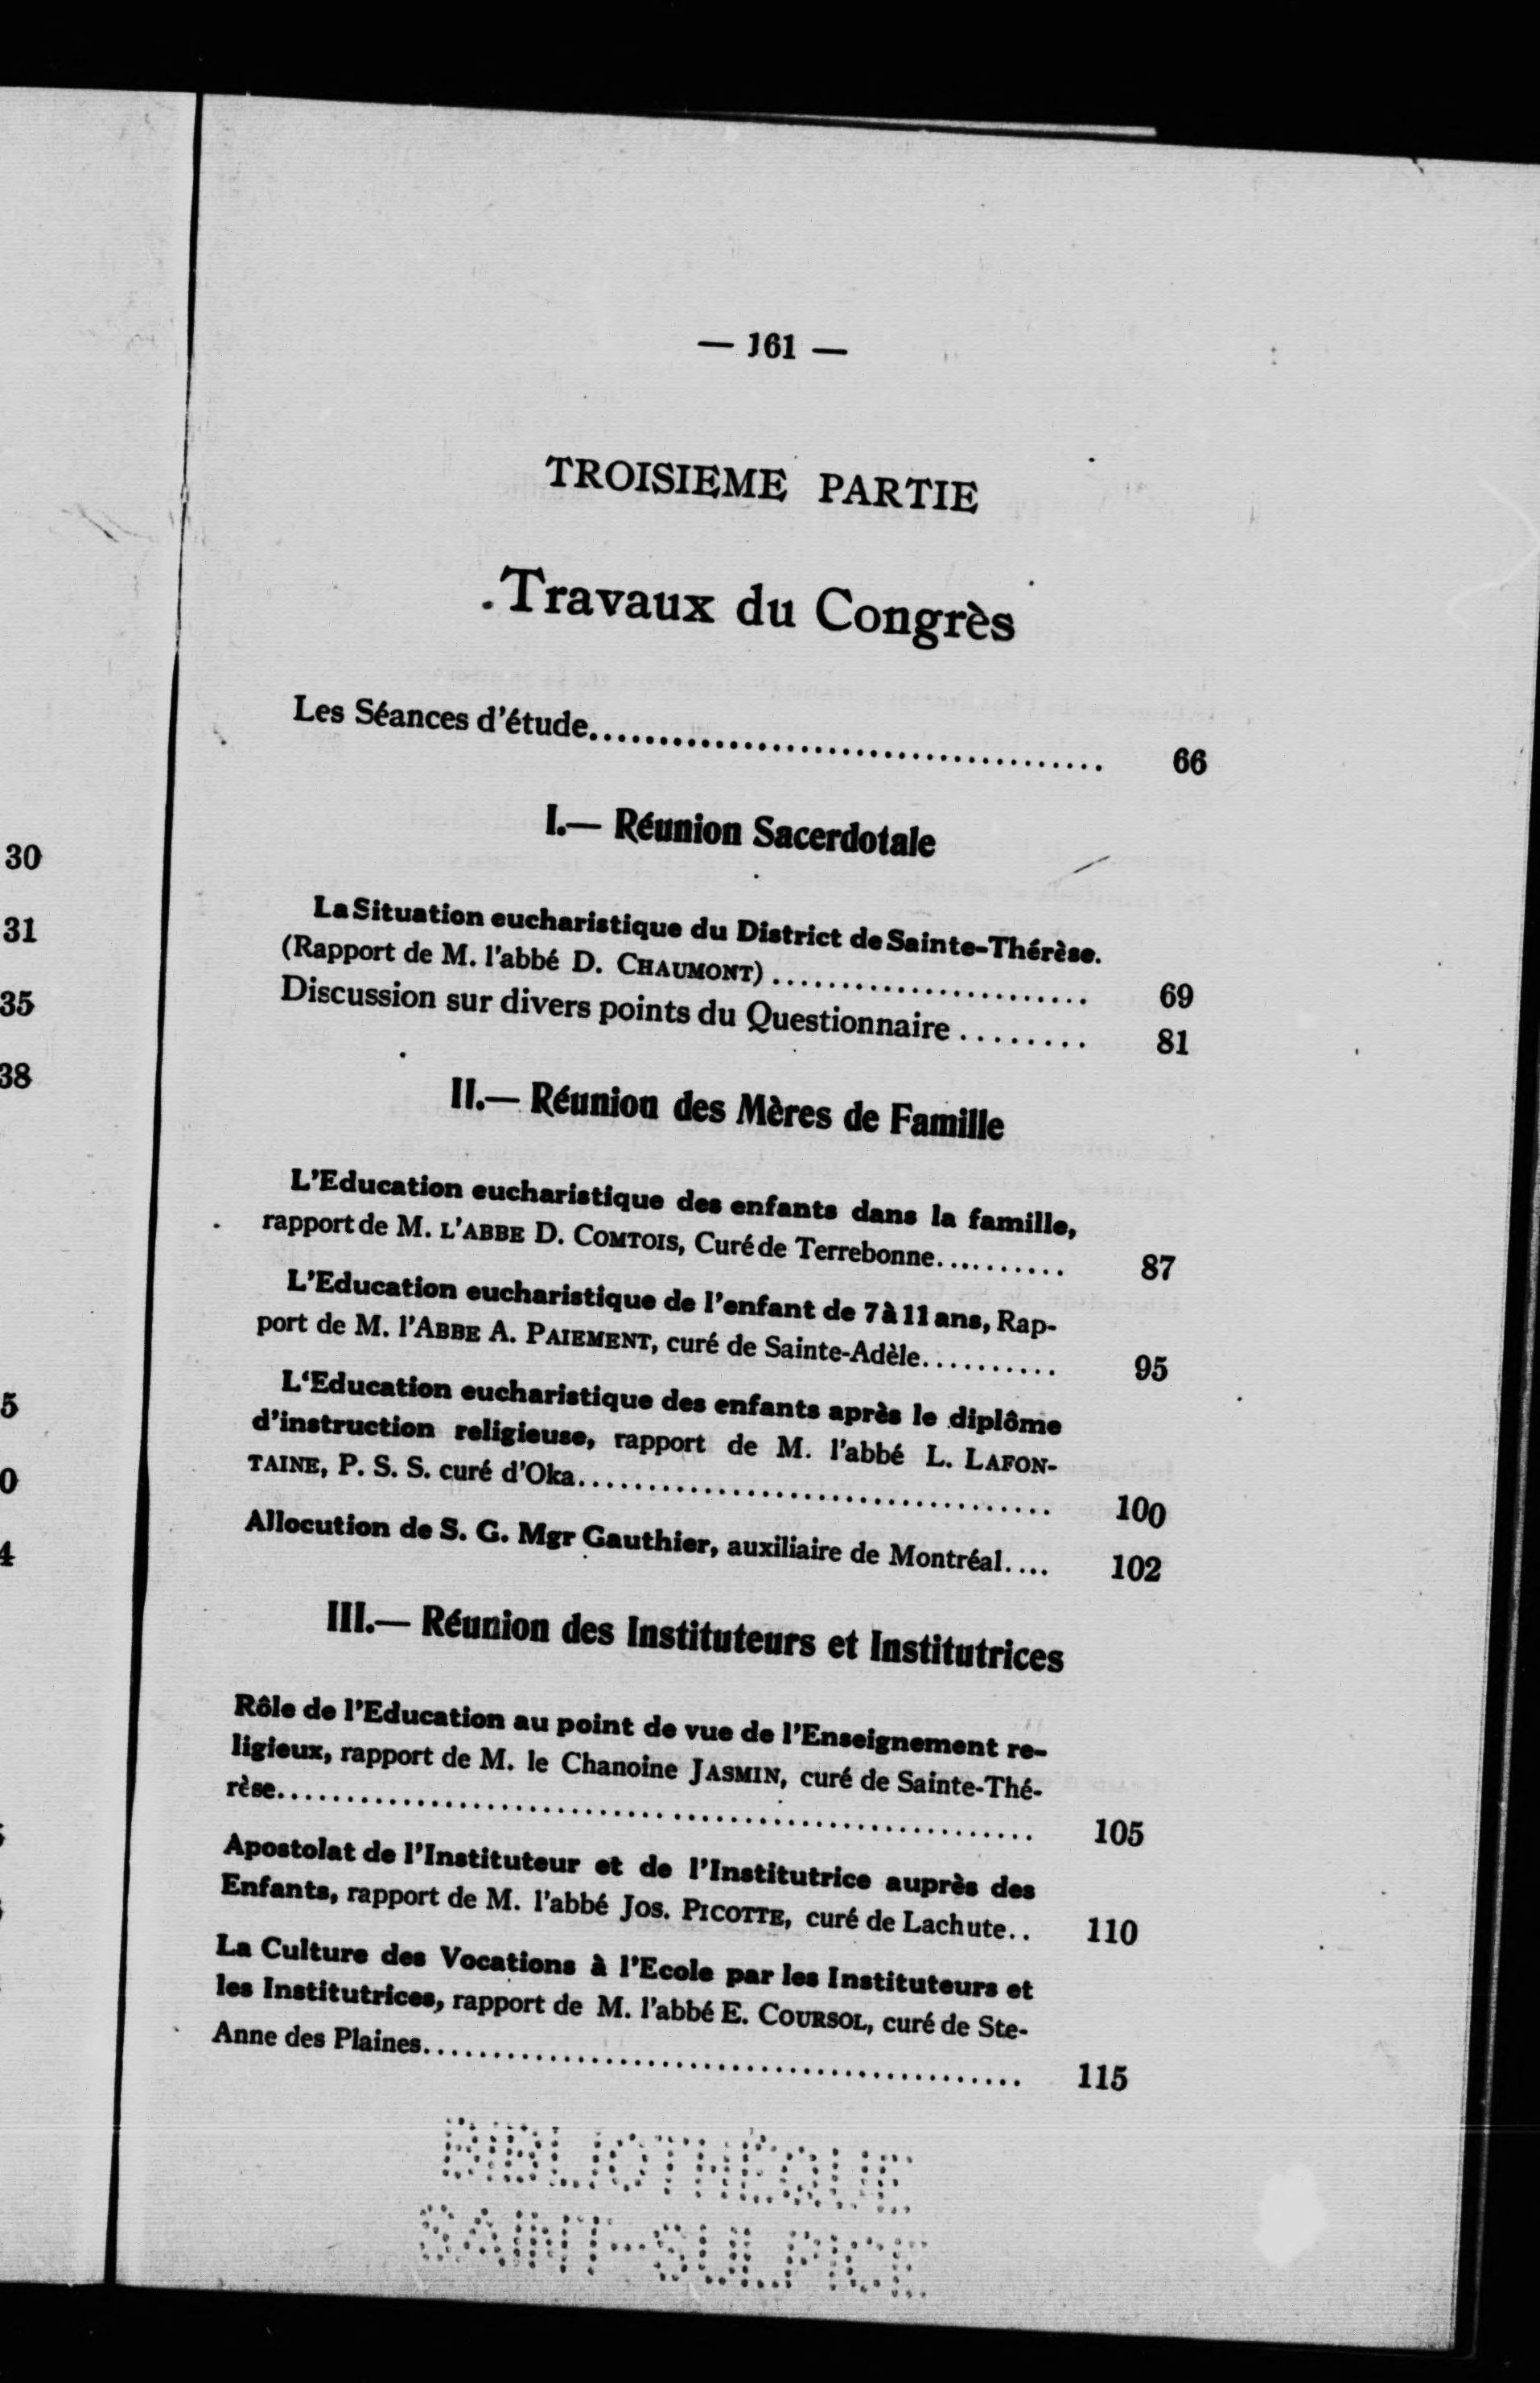 — 161 —
TROISIEME PARTIE
Travaux du Congrès
Les Séances d'étude........................................ 66
I.— Réunion Sacerdotale
La Situation eucharistique du District de Sainte-Thérèse.
(Rapport de M. l'abbé D. CHAUMONT) ........................ 69
Discussion sur divers points du Questionnaire ......... 81
II.— Réunion des Mères de Famille
L'Education eucharistique des enfants dans la famille,
rapport de M. L'ABBE D. COMTOIS, Curé de Terrebonne.......... 87
L'Education eucharistique de l'enfant de 7 à 11 ans, Rap-
port de M. l'ABBE A. PAIEMENT, curé de Sainte-Adèle.......... 95
L'Education eucharistique des enfants après le diplôme
d'instruction religieuse, rapport de M. l'abbé L. LAFON-
TAINE, P. S. S. curé d'Oka................................... 100
Allocution de S. G. Mgr Gauthier, auxiliaire de Montréal.... 102
III.— Réunion des Instituteurs et Institutrices
Rôle de l'Education au point de vue de l'Enseignement re-
ligieux, rapport de M. le Chanoine JASMIN, curé de Sainte-Thé-
rèse....................................................... 105
Apostolat de l'Instituteur et de l'Institutrice auprès des
Enfants, rapport de M. l'abbé JOS. PICOTTE, curé de Lachute.. 110
La Culture des Vocations à l'Ecole par les Instituteurs et
les Institutrices, rapport de M. l'abbé E. COURSOL, curé de Ste-
Anne des Plaines............................................ 115
BIBLIOTHÈQUE
SAINT-SULPICE
30
31
35
38
5
0
4